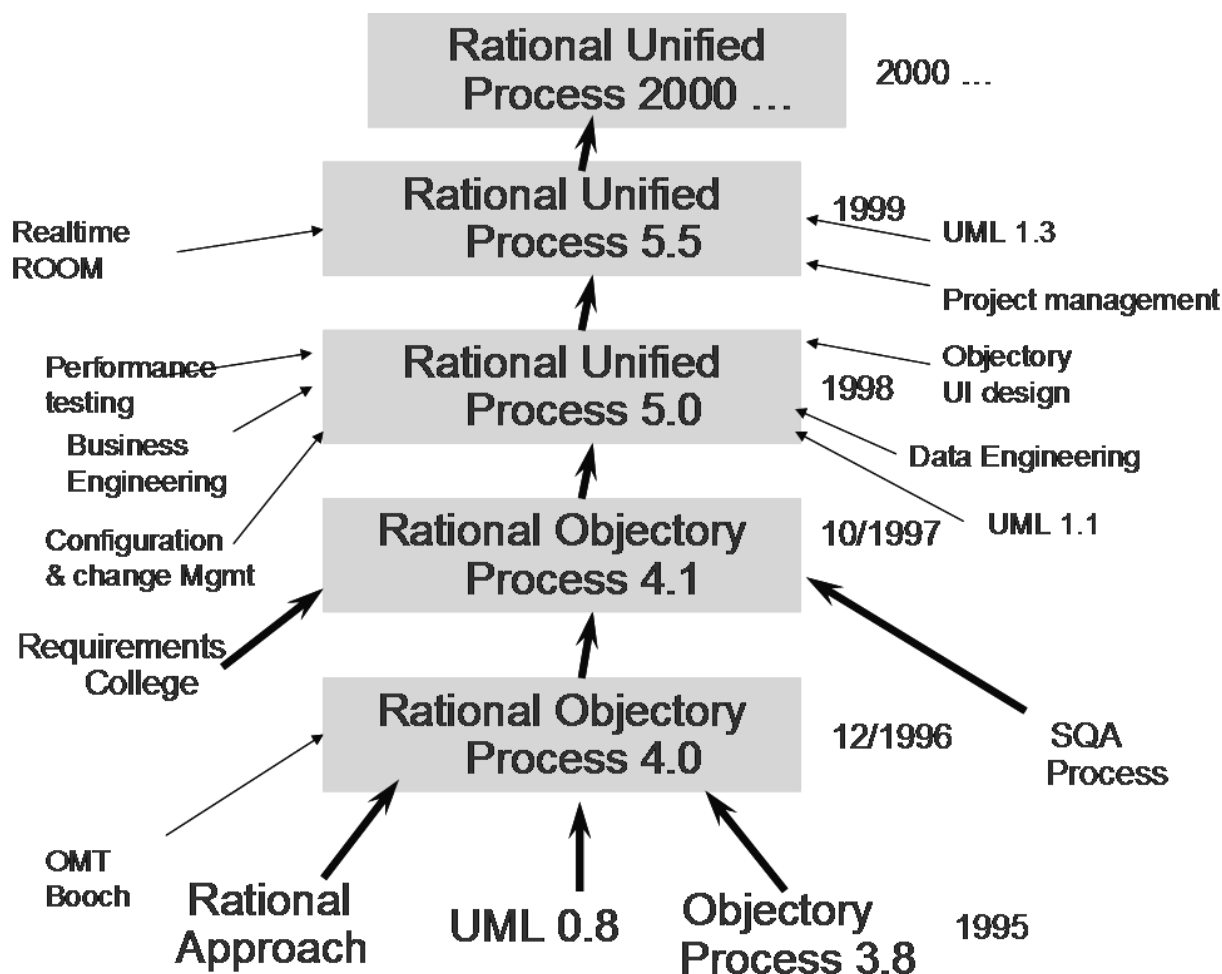 Rational Unified
Process 2000 ...
2000 ...
Rational Unified
Process 5.5
1999
Realtime
ROOM
UML 1.3
Project management
Rational Unified
Process 5.0
1998
Performance
testing
Business
Engineering
Configuration
& change Mgmt
Objectory
UI design
Data Engineering
UML 1.1
Rational Objectory
Process 4.1
10/1997
Requirements
College
SQA
Process
Rational Objectory
Process 4.0
12/1996
OMT
Booch
Rational
Approach
UML 0.8
Objectory
Process 3.8
1995